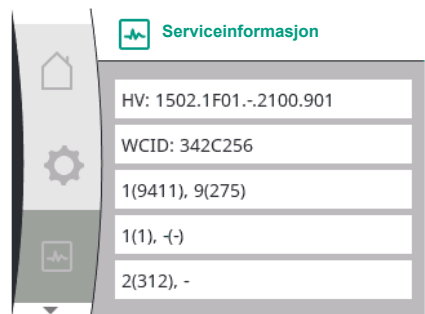 Serviceinformasjon
HV: 1502.1F01.-.2100.901
WCID: 342C256
1(9411), 9(275)
1(1), -(-)
2(312), -